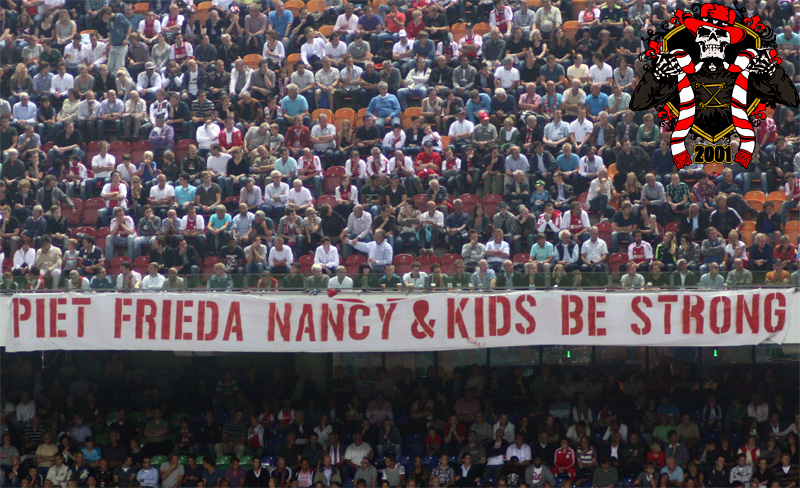 2001
PIET FRIEDA NANCY & KIDS BE STRONG